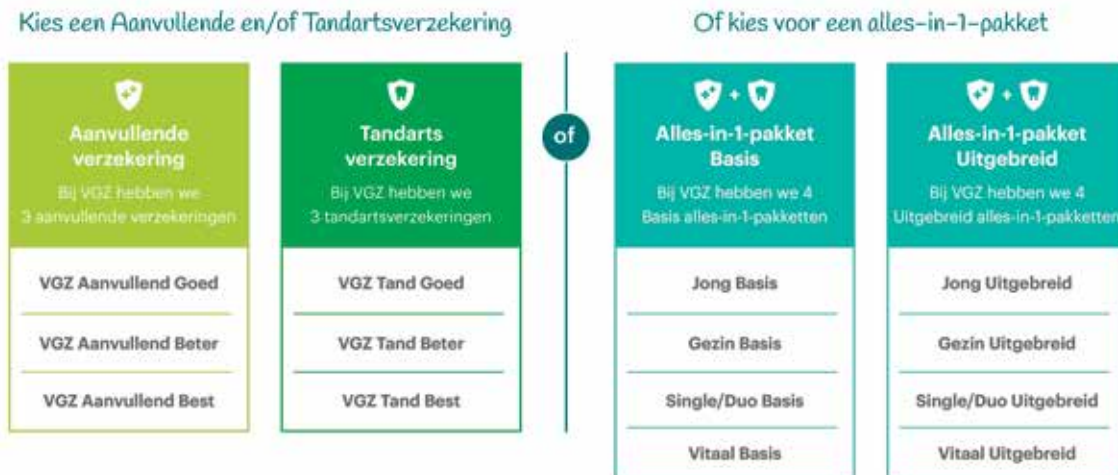 Kies een Aanvullende en/of Tandartsverzekering
Aanvullende
verzekering
Bij VGZ hebben we
3 aanvullende verzekeringen
VGZ Aanvullend Goed
VGZ Aanvullend Beter
VGZ Aanvullend Best
Tandarts
verzekering
Bij VGZ hebben we
3 tandartsverzekeringen
VGZ Tand Goed
VGZ Tand Beter
VGZ Tand Best
of
Of kies voor een alles-in-1-pakket
Alles-in-1-pakket
Basis
Bij VGZ hebben we 4
Basis alles-in-1-pakketten
Jong Basis
Gezin Basis
Single/Duo Basis
Vitaal Basis
Alles-in-1-pakket
Uitgebreid
Bij VGZ hebben we 4
Uitgebreid alles-in-1-pakketten
Jong Uitgebreid
Gezin Uitgebreid
Single/Duo Uitgebreid
Vitaal Uitgebreid